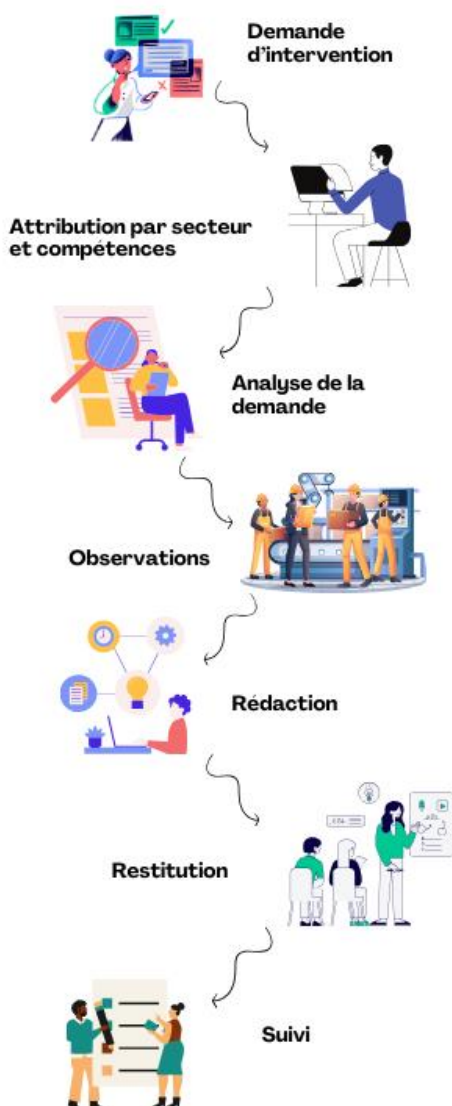 Demande
d'intervention
Attribution par secteur
et compétences
Analyse de la
demande
Observations
Rédaction
Restitution
Suivi